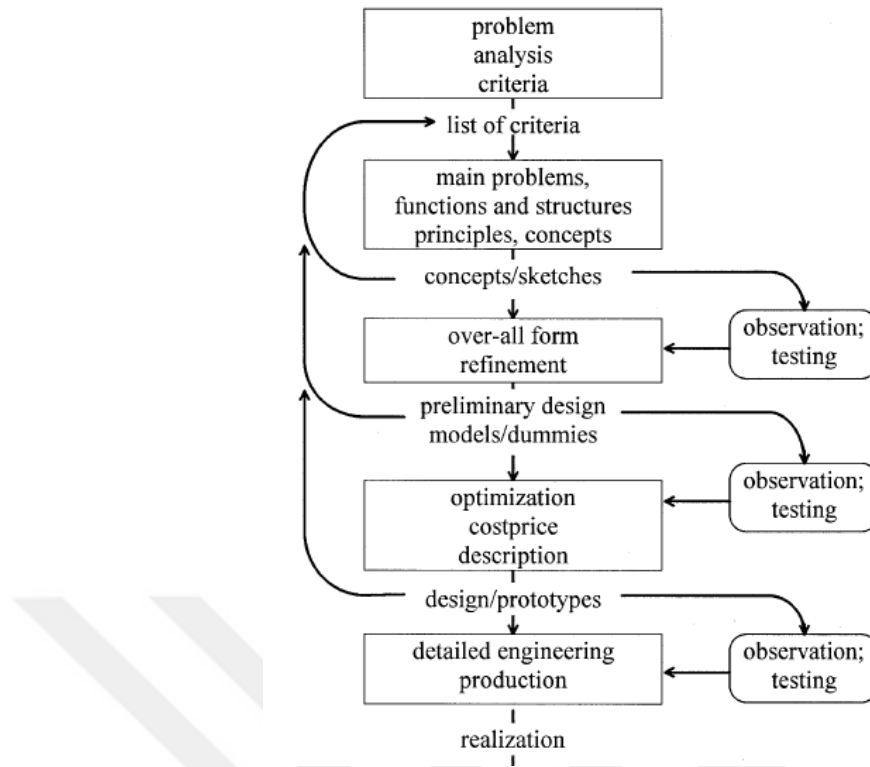 problem
analysis
criteria
list of criteria
main problems,
functions and structures
principles, concepts
concepts/sketches
observation;
testing
over-all form
refinement
preliminary design
models/dummies
observation;
testing
optimization
costprice
description
design/prototypes
observation;
testing
detailed engineering
production
realization